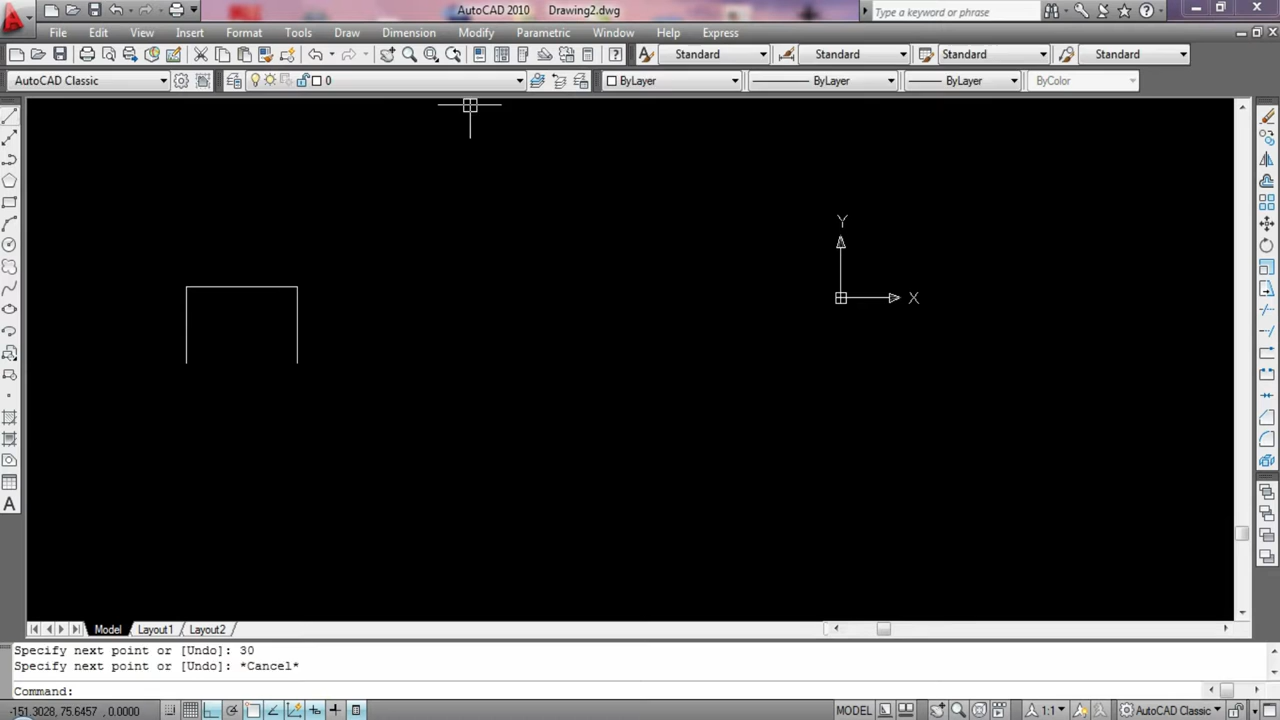 AutoCAD 2010 Drawing2.dwg Type a keyword or phrase
File Edit View Insert Format Tools Draw Dimension Modify Parametric Window Help Express
Standard Standard Standard Standard
AutoCAD Classic 0 ByLayer ByLayer ByLayer ByColor
Y
X
A
Model Layout1 Layout2
Specify next point or [Undo]: 30
Specify next point or [Undo]: *Cancel*
Command:
-151.3028, 75.6457, 0.0000 MODEL 1:1 AutoCAD Classic